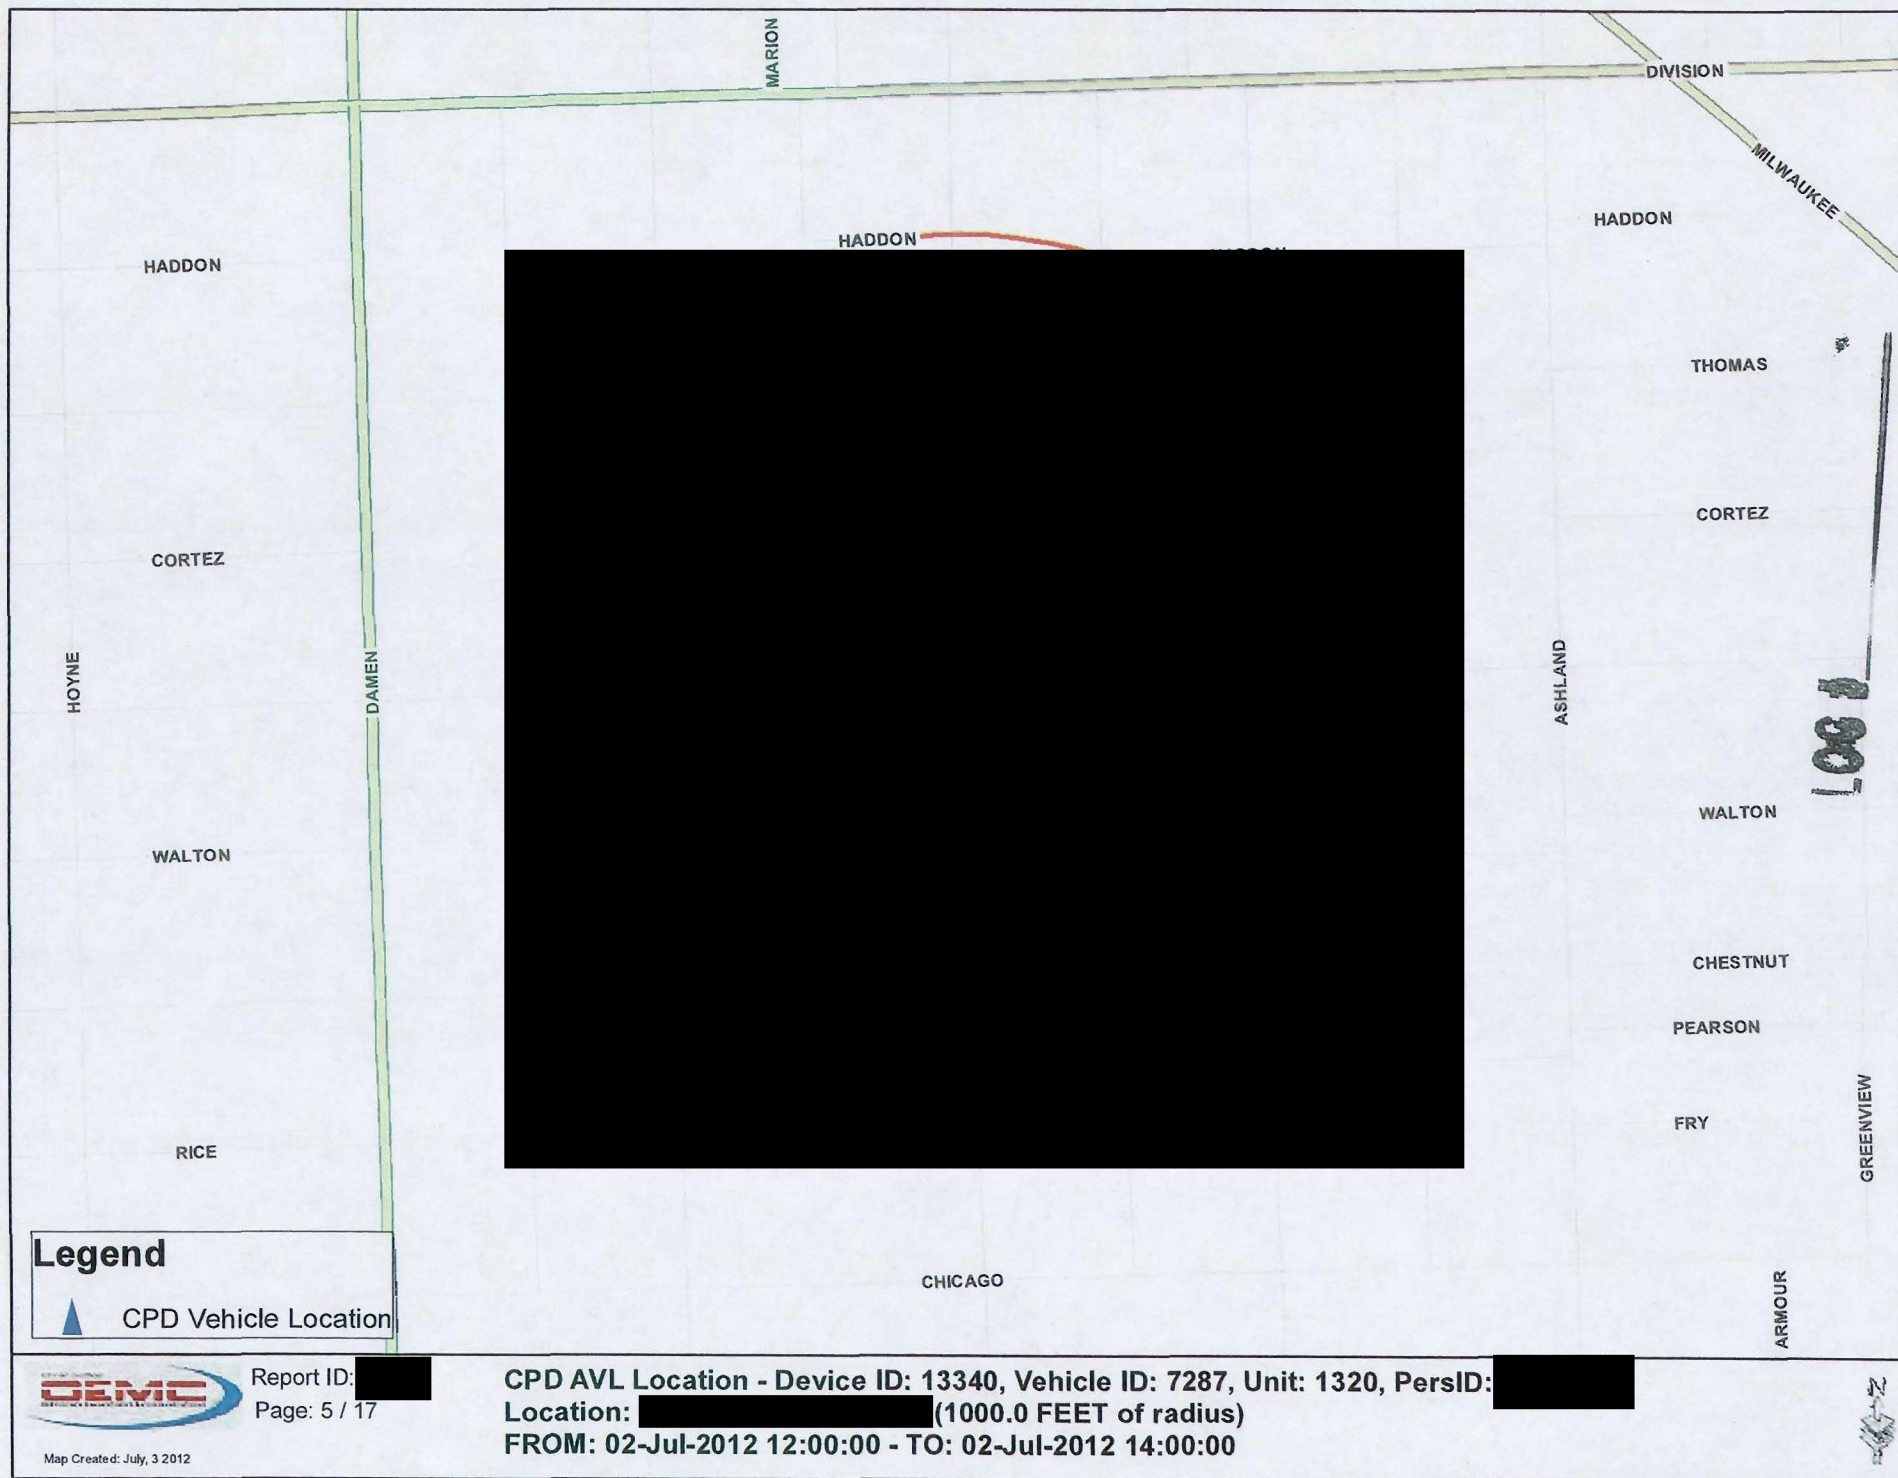 MARION
DIVISION
MILWAUKEE
HADDON
HADDON
HADDON
THOMAS
CORTEZ
CORTEZ
HOYNE
DAMEN
ASHLAND
LOG
WALTON
WALTON
CHESTNUT
PEARSON
FRY
GREENVIEW
RICE
CHICAGO
ARMOUR
Legend
CPD Vehicle Location
OEMC
Report ID:
Page: 5 / 17
Map Created: July, 3 2012
CPD AVL Location - Device ID: 13340, Vehicle ID: 7287, Unit: 1320, PersID:
Location: (1000.0 FEET of radius)
FROM: 02-Jul-2012 12:00:00 - TO: 02-Jul-2012 14:00:00
N